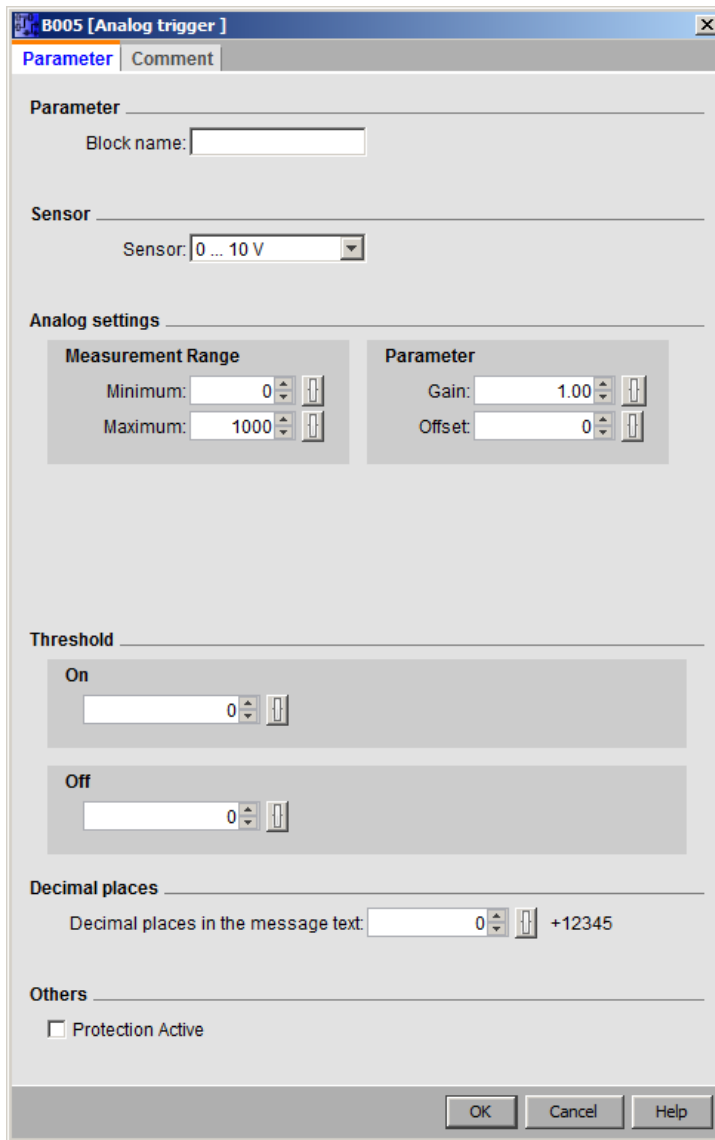 B005 [Analog trigger ]
Parameter Comment
Parameter
Block name:
Sensor
Sensor: 0 ... 10 V
Analog settings
Measurement Range Parameter
Minimum: 0 Gain: 1.00
Maximum: 1000 Offset: 0
Threshold
On
0
Off
0
Decimal places
Decimal places in the message text: 0 +12345
Others
Protection Active
OK Cancel Help